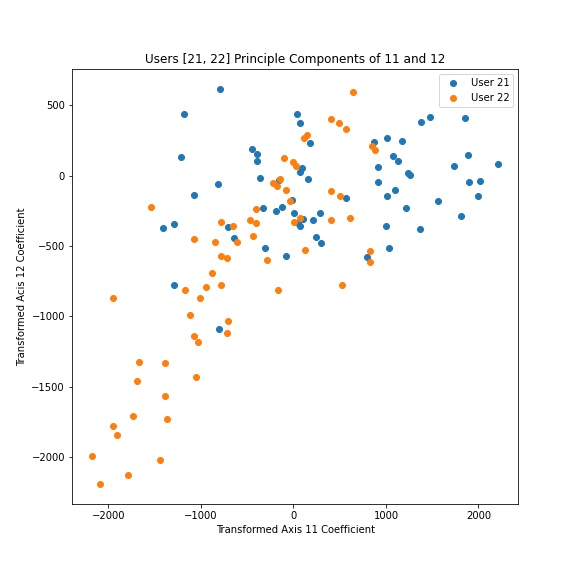 Users [21, 22] Principle Components of 11 and 12
User 21
User 22
Transformed Acis 12 Coefficient
500
0
−500
−1000
−1500
−2000
−2000
−1000
0
1000
2000
Transformed Axis 11 Coefficient